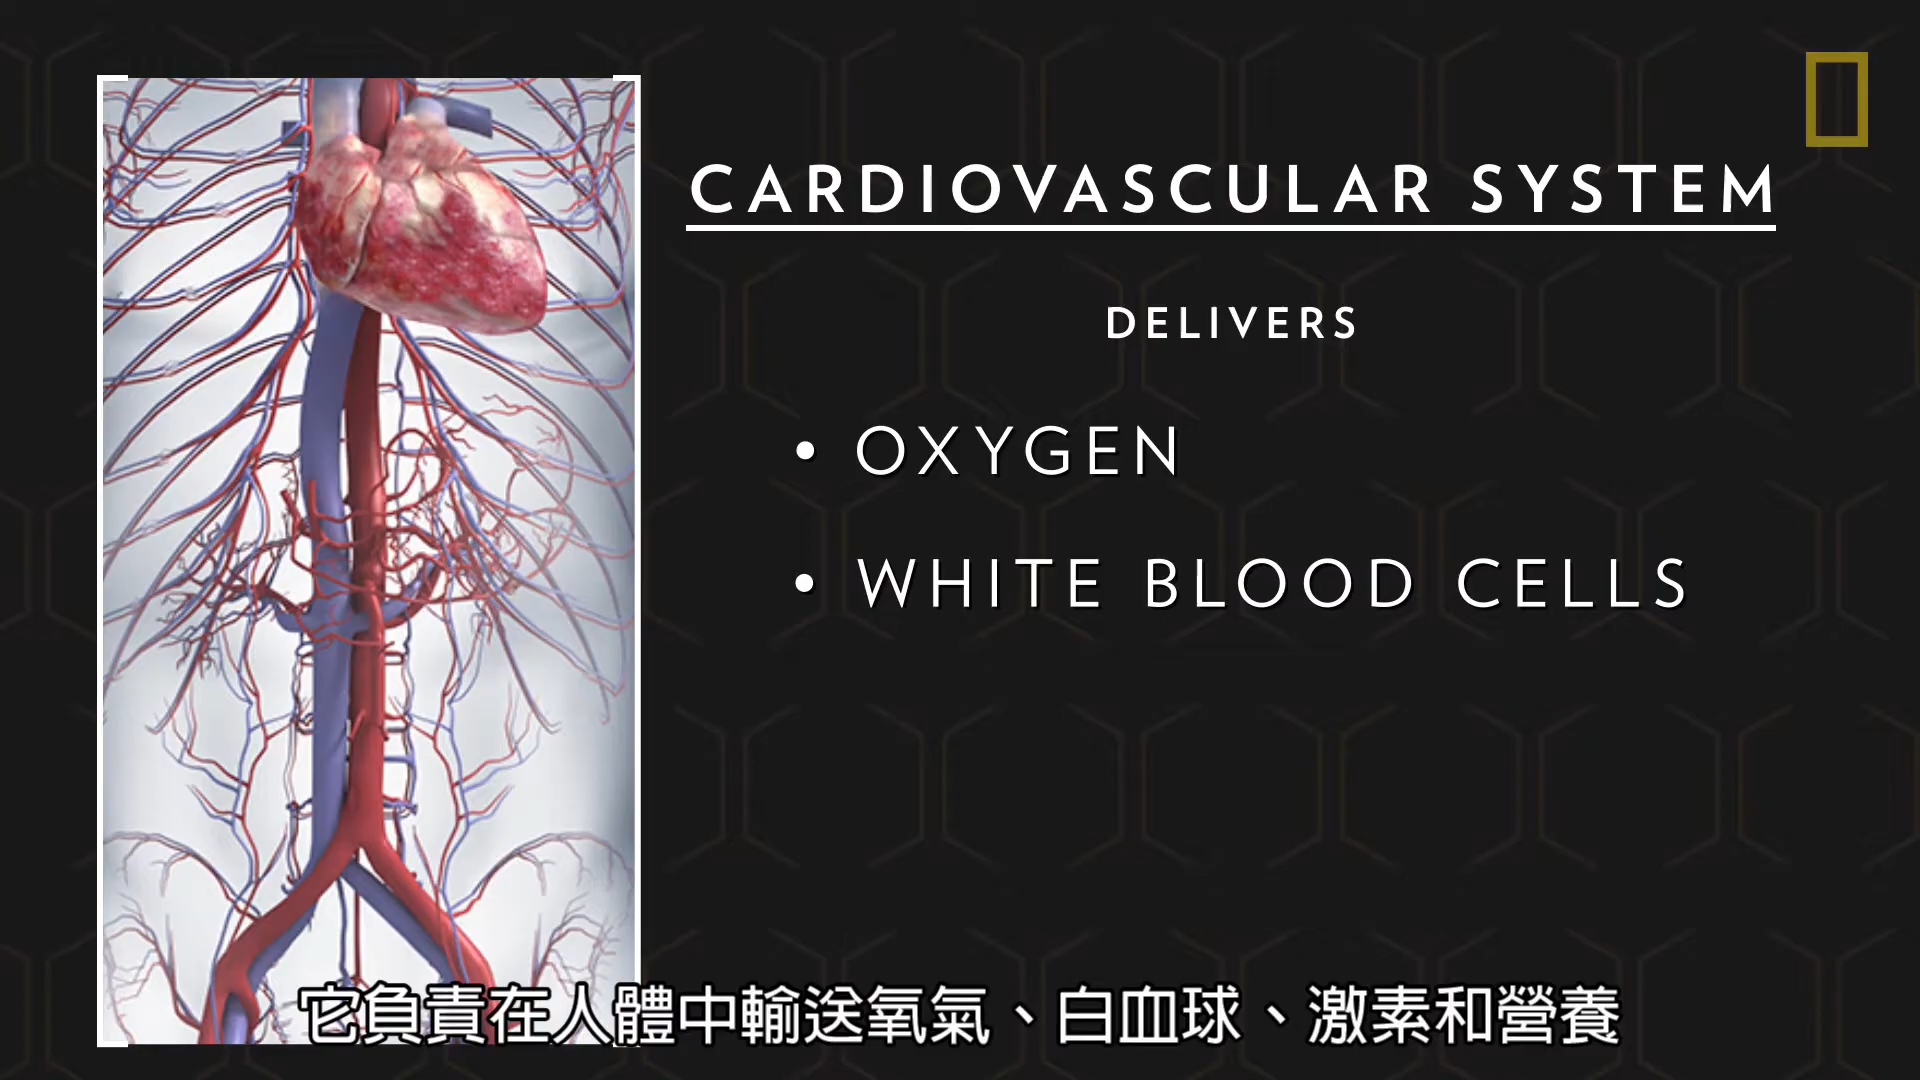 CARDIOVASCULAR SYSTEM
DELIVERS
• OXYGEN
• WHITE BLOOD CELLS
它負責在人體中輸送氧氣、白血球、激素和營養